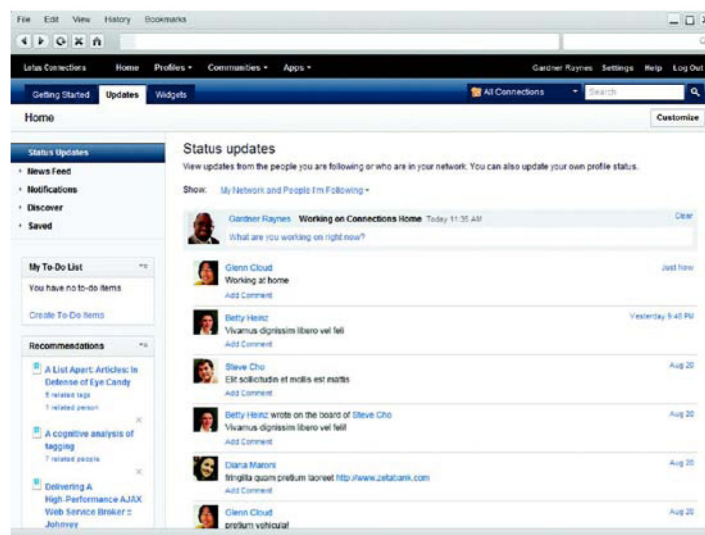 File Edit View History Bookmarks
Lotus Connections Home Profiles Communities Apps Gardner Raynes Settings Help Log Out
Getting Started Updates Widgets All Connections Search
Home Customize
Status Updates
News Feed
Notifications
Discover
Saved
My To-Do List
You have no to-do items
Create To-Do Items
Recommendations
A List Apart: Articles: In
Defense of Eye Candy
8 related tags
1 related person
A cognitive analysis of
tagging
7 related people
Delivering A
High-Performance AJAX
Web Service Broker ::
Johovey
Status updates
View updates from the people you are following or who are in your network. You can also update your own profile status.
Show: My Network and People I'm Following
Gardner Raynes Working on Connections Home Today 11:35 AM Clear
What are you working on right now?
Glenn Cloud Just Now
Working at home
Add Comment
Betty Heinz Yesterday 9:48 PM
Vivamus dignissim libero vel feli
Add Comment
Steve Cho Aug 20
Elit sollicitudin et mollis est mattis
Add Comment
Betty Heinz wrote on the board of Steve Cho Aug 20
Vivamus dignissim libero vel feli!
Add Comment
Diana Maroni Aug 20
fringilla quam pretium laoreet http://www.zetabank.com
Add Comment
Glenn Cloud Aug 20
pretium vehicula!